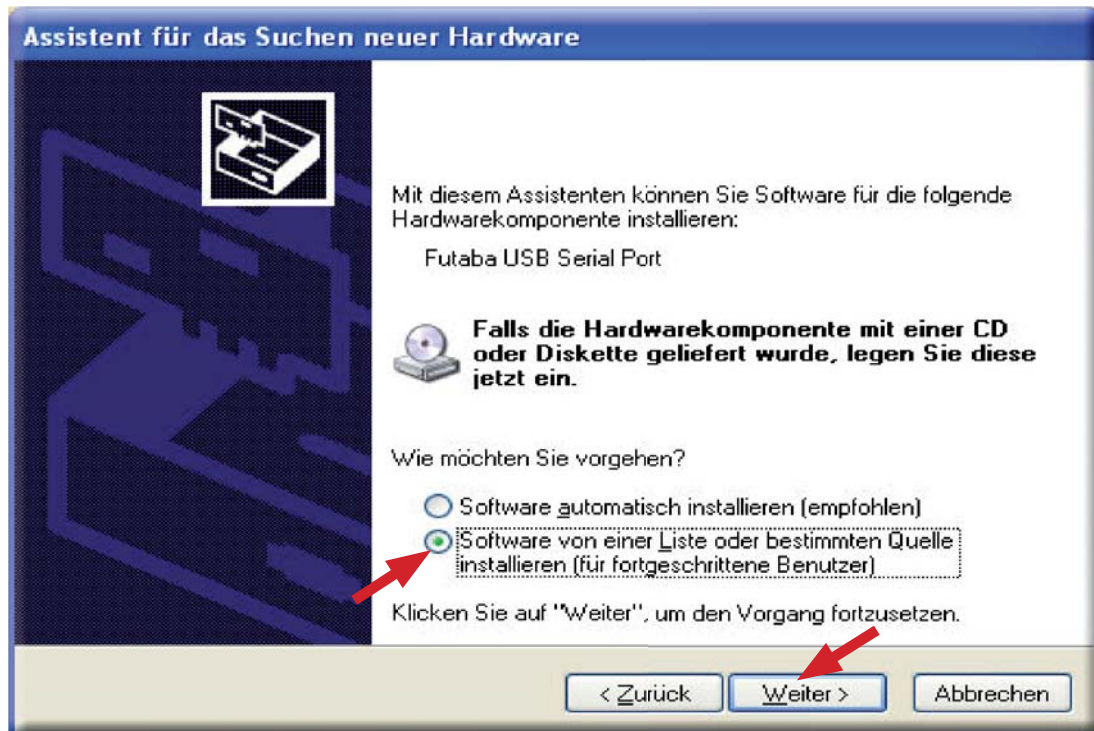 Assistent für das Suchen neuer Hardware
Mit diesem Assistenten können Sie Software für die folgende
Hardwarekomponente installieren:
Futaba USB Serial Port
Falls die Hardwarekomponente mit einer CD
oder Diskette geliefert wurde, legen Sie diese
jetzt ein.
Wie möchten Sie vorgehen?
Software automatisch installieren (empfohlen)
Software von einer Liste oder bestimmten Quelle
installieren (für fortgeschrittene Benutzer)
Klicken Sie auf "Weiter", um den Vorgang fortzusetzen.
< Zurück
Weiter >
Abbrechen